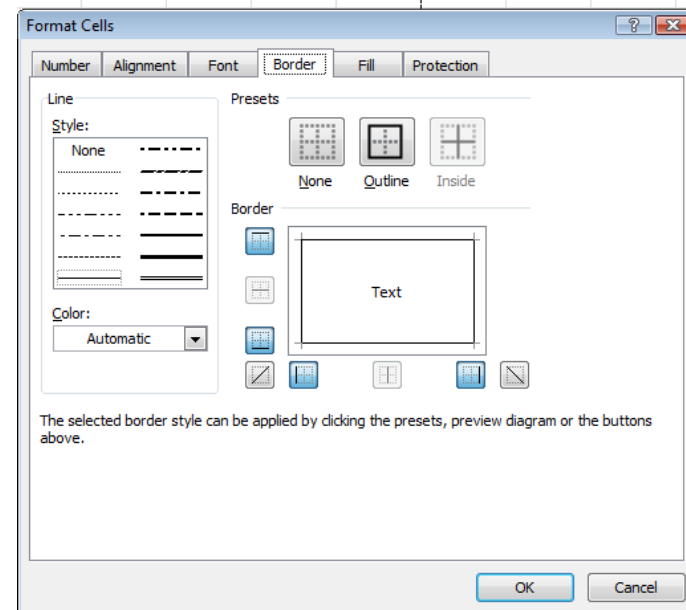 Format Cells
Number Alignment Font Border Fill Protection
Line
Style:
None
Color:
Automatic
Presets
None Outline Inside
Border
Text
The selected border style can be applied by clicking the presets, preview diagram or the buttons
above.
OK Cancel